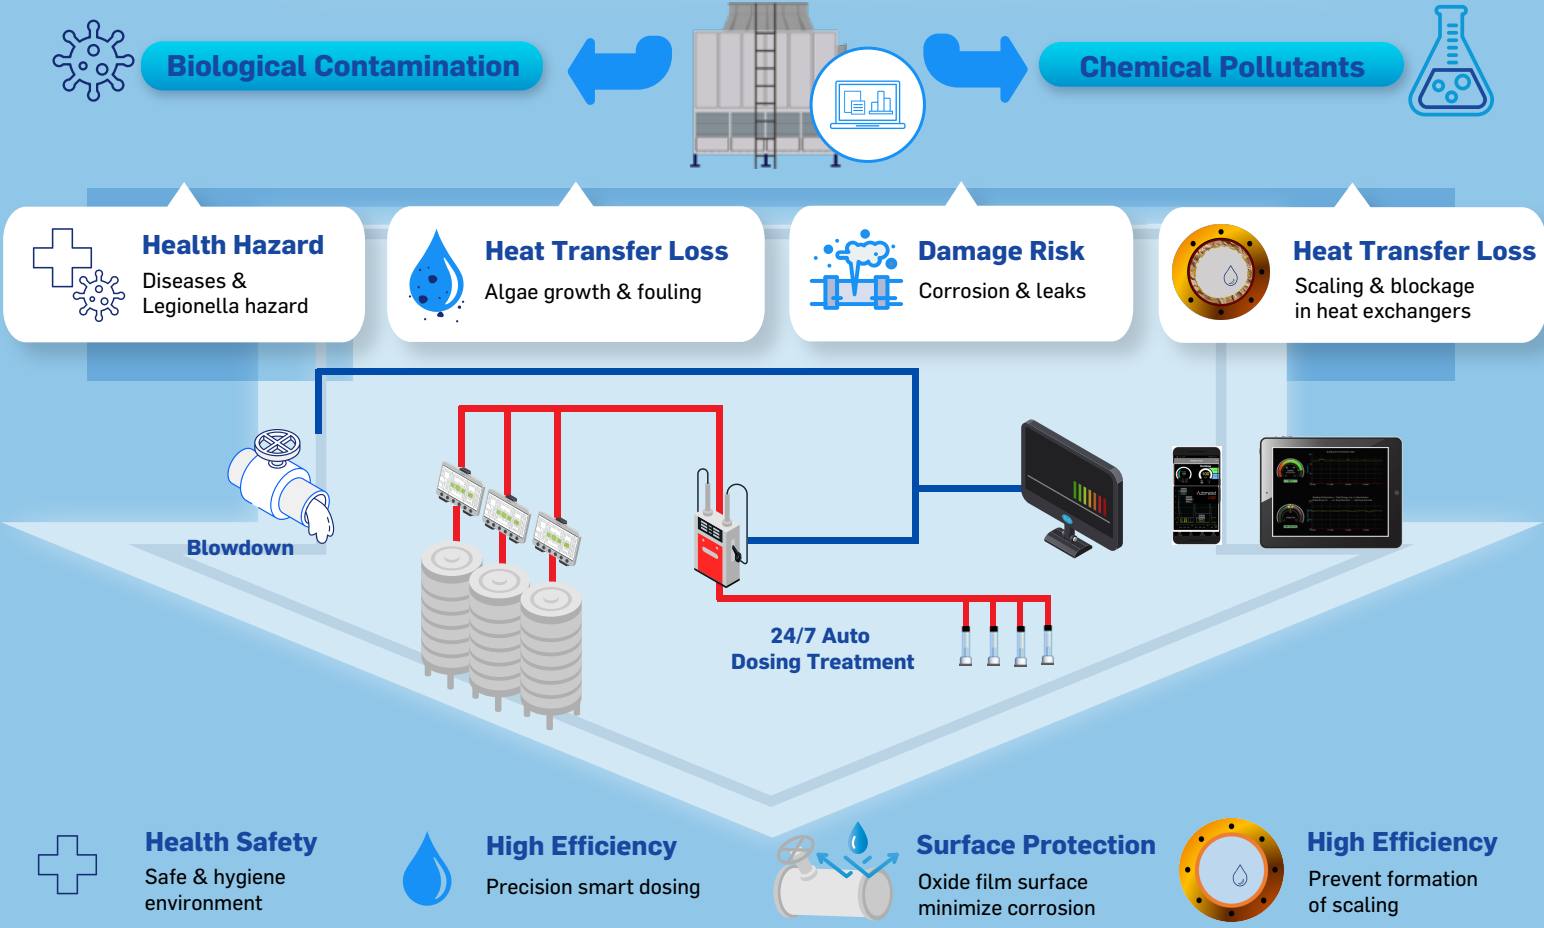 Biological Contamination
Chemical Pollutants
Health Hazard
Diseases &
Legionella hazard
Heat Transfer Loss
Algae growth & fouling
Damage Risk
Corrosion & leaks
Heat Transfer Loss
Scaling & blockage
in heat exchangers
Blowdown
24/7 Auto
Dosing Treatment
Health Safety
Safe & hygiene
environment
High Efficiency
Precision smart dosing
Surface Protection
Oxide film surface
minimize corrosion
High Efficiency
Prevent formation
of scaling